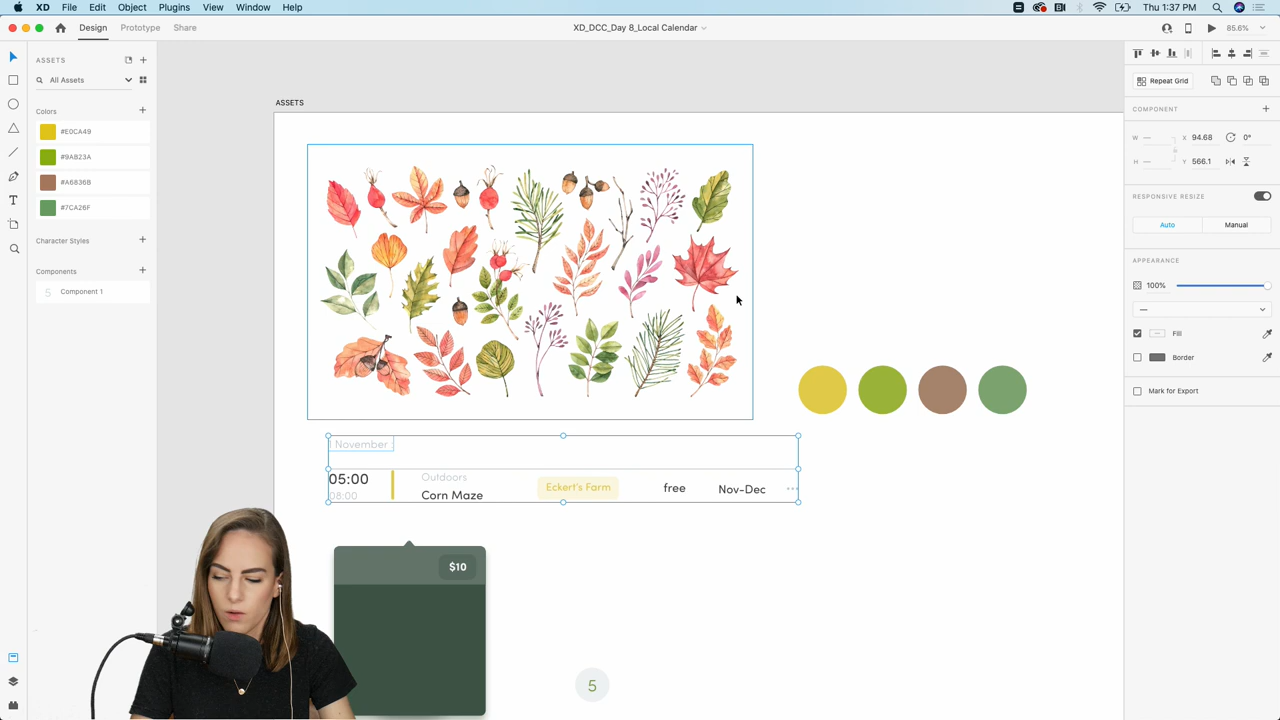 XD File Edit Object Plugins View Window Help
Thu 1:37 PM
Design Prototype Share
XD_DCC_Day 8_Local Calendar
85.6%
ASSETS
All Assets
Colors
#E0CA49
#9AB23A
#A6836B
#7CA26F
Character Styles
Components
5 Component 1
ASSETS
November
05:00
08:00
Outdoors
Corn Maze
Eckert's Farm
free
Nov-Dec
$10
5
Repeat Grid
COMPONENT
W — X 94.68 0°
H — Y 566.1
RESPONSIVE RESIZE
Auto Manual
APPEARANCE
100%
—
Fill
Border
Mark for Export